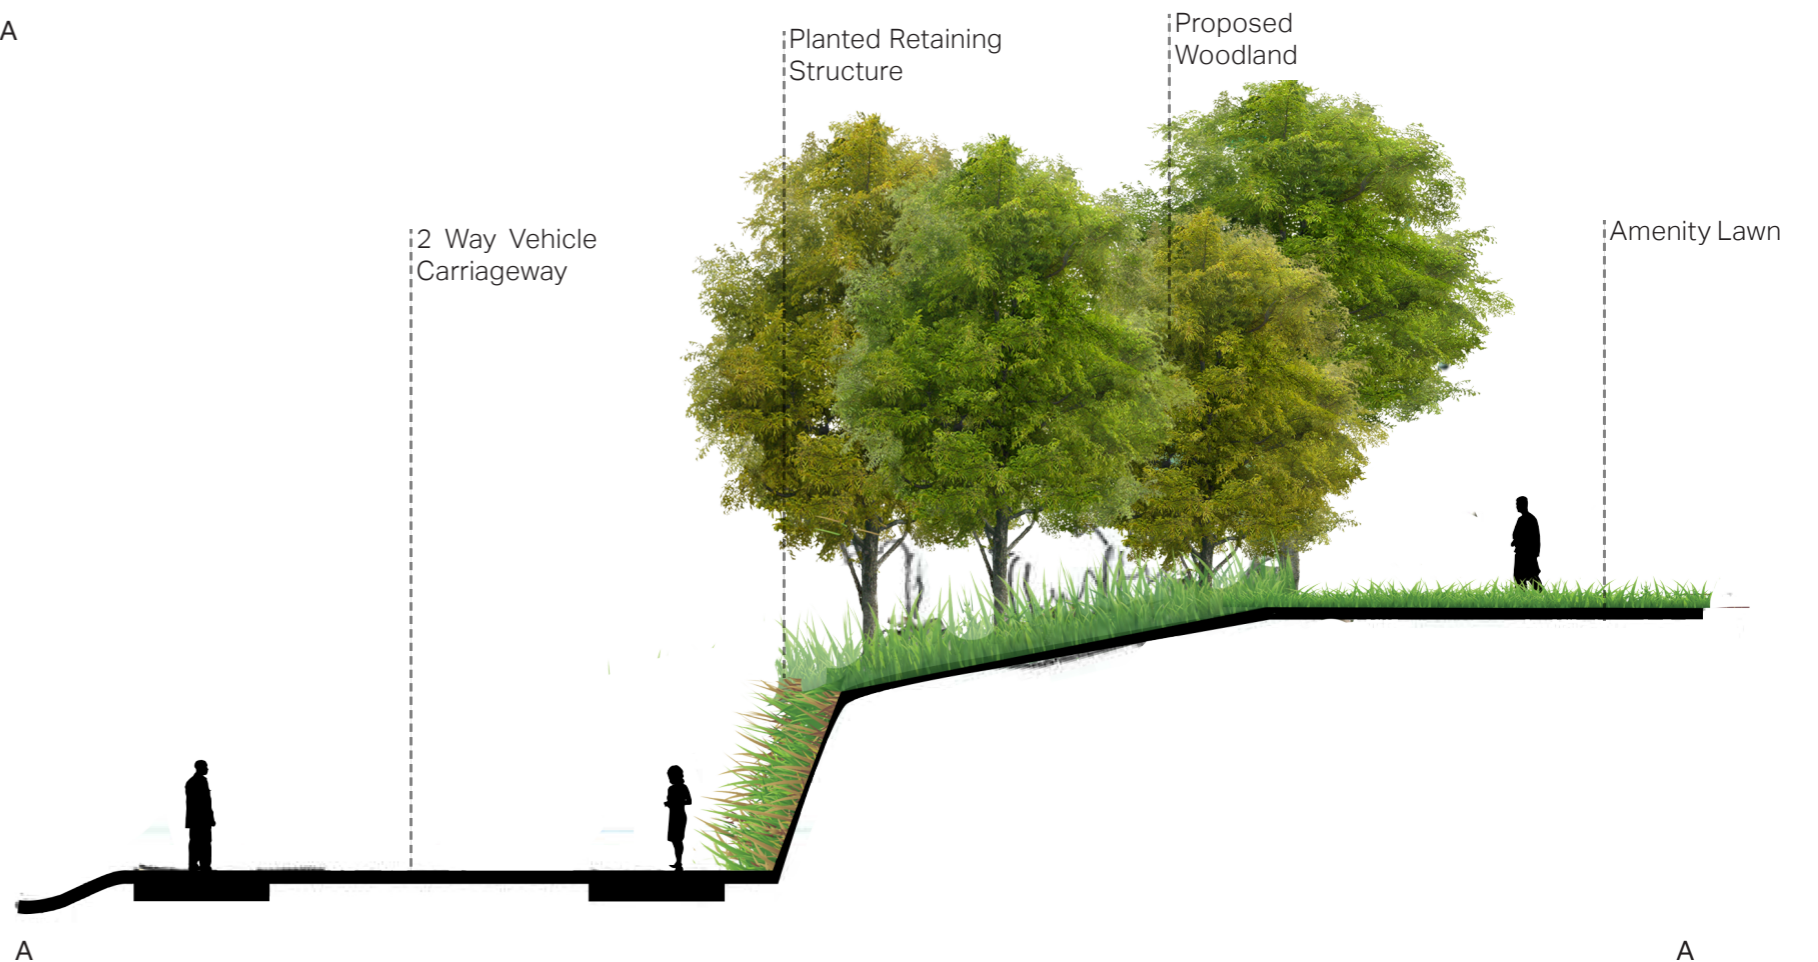 A
Planted Retaining
Structure
Proposed
Woodland
2 Way Vehicle
Carriageway
Amenity Lawn
A
A